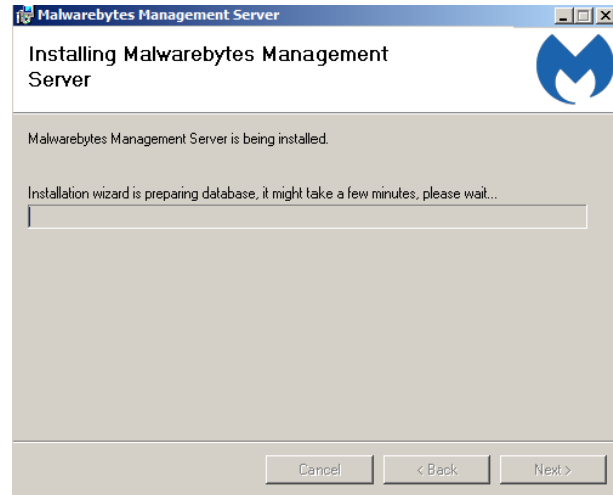 Malwarebytes Management Server
Installing Malwarebytes Management
Server
Malwarebytes Management Server is being installed.
Installation wizard is preparing database, it might take a few minutes, please wait...
Cancel
< Back
Next >